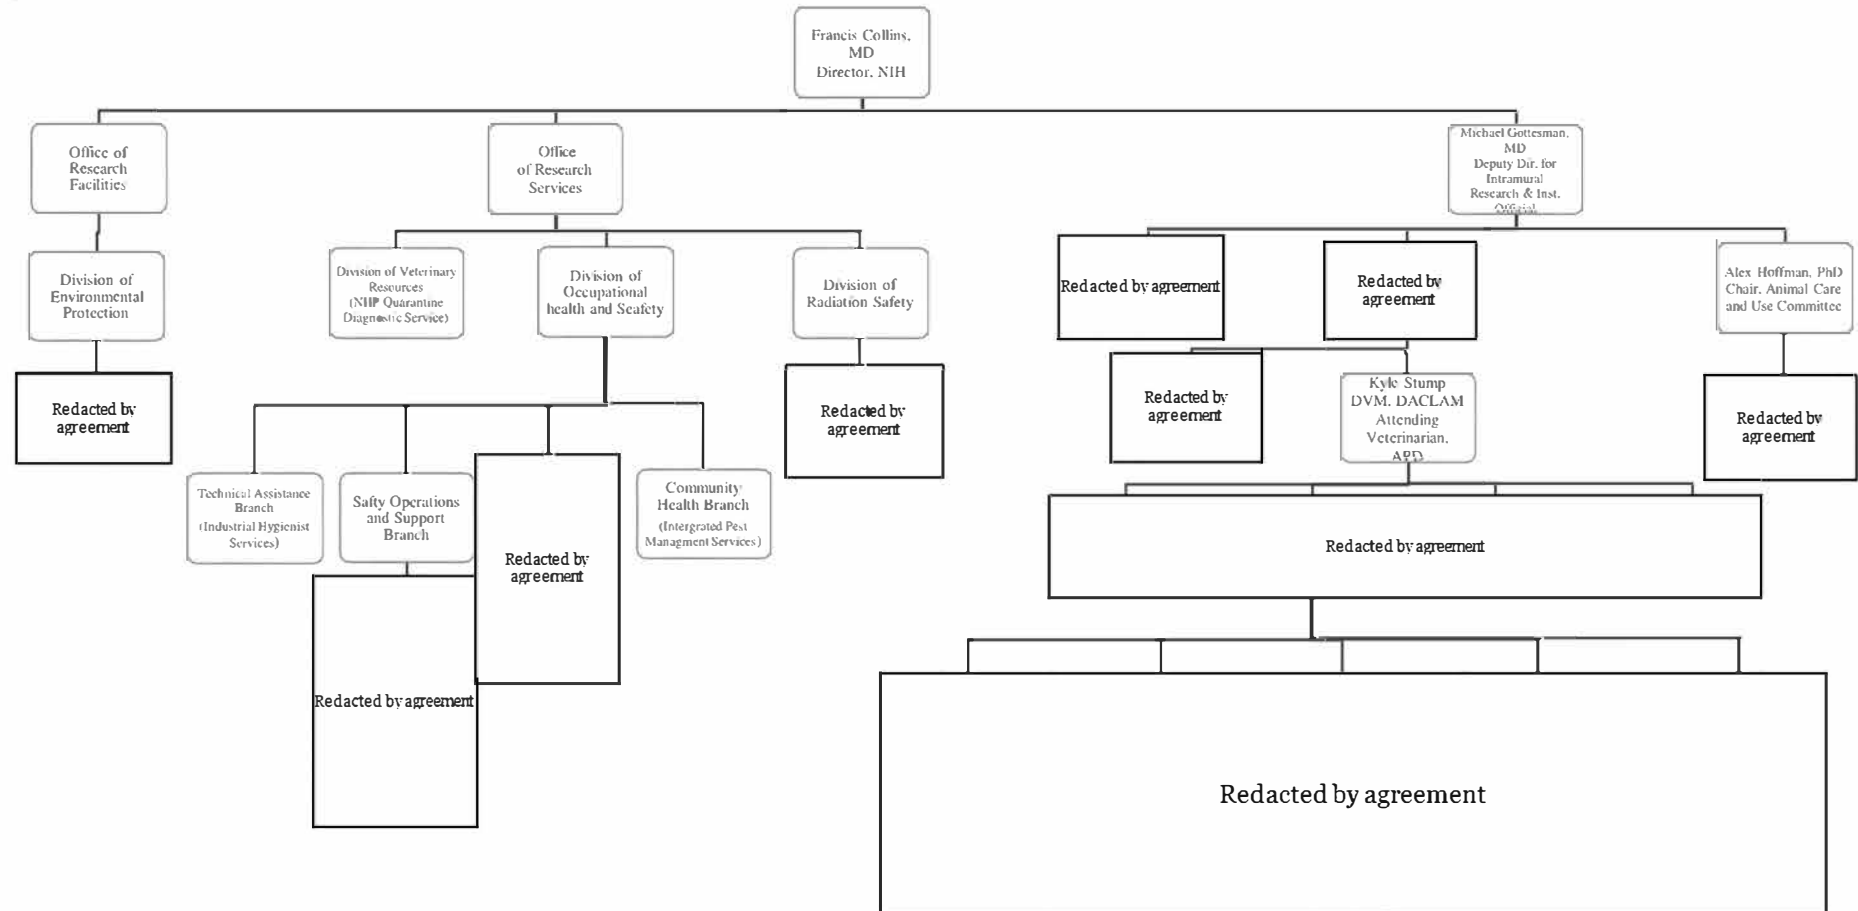 Francis Collins,
MD
Director, NIH
Office of
Research
Facilities
Office
of Research
Services
Michael Gottesman,
MD
Deputy Dir. for
Intramural
Research & Inst.
Official
Division of
Environmental
Protection
Division of Veterinary
Resources
(NHP Quarantine
Diagnostic Service)
Division of
Occupational
health and Seafety
Division of
Radiation Safety
Redacted by agreement
Redacted by
agreement
Alex Hoffman, PhD
Chair, Animal Care
and Use Committee
Redacted by
agreement
Redacted by
agreement
Redacted by
agreement
Kyle Stump
DVM, DACLAM
Attending
Veterinarian,
APD
Redacted by
agreement
Technical Assistance
Branch
(Industrial Hygienist
Services)
Safty Operations
and Support
Branch
Redacted by
agreement
Community
Health Branch
(Intergrated Pest
Managment Services)
Redacted by agreement
Redacted by agreement
Redacted by agreement